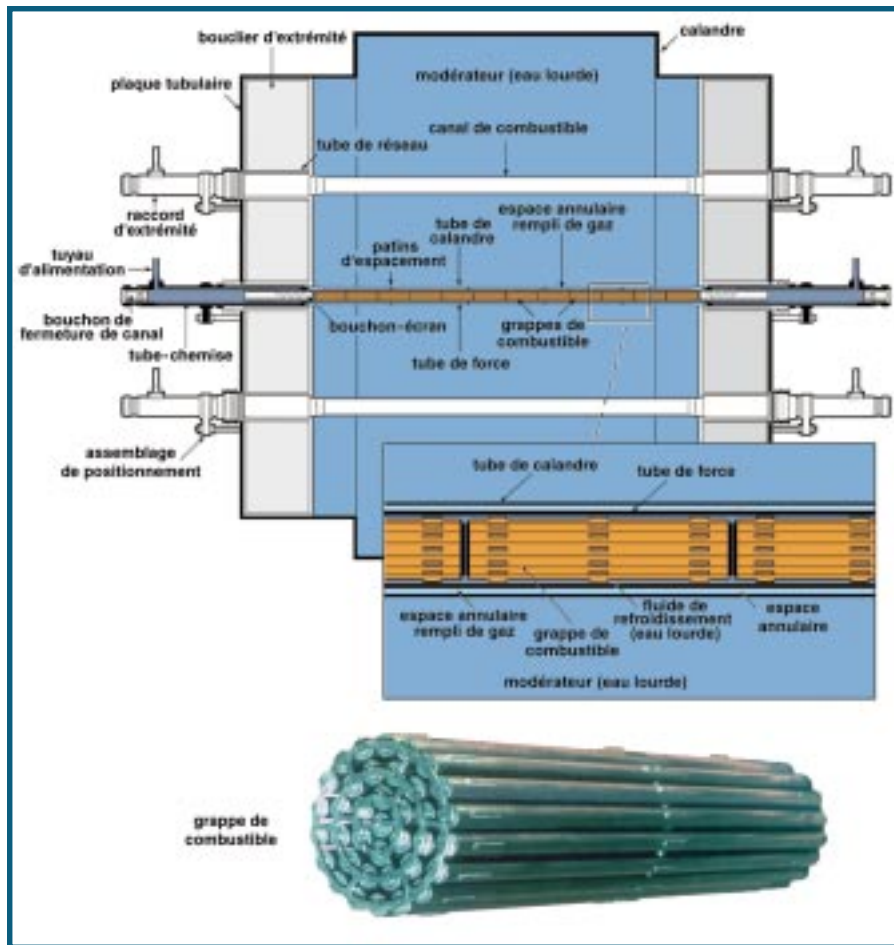 bouclier d'extrémité
calandre
plaque tubulaire
modérateur (eau lourde)
canal de combustible
tube de réseau
raccord
d'extrémité
espace annulaire
rempli de gaz
tube de
calandre
patins
d'espacement
tuyau
d'alimentation
bouchon de
fermeture de canal
bouchon-écran
grappes de
combustible
tube-chemise
tube de force
assemblage
de positionnement
tube de calandre
tube de force
espace annulaire
rempli de gaz
grappe de
combustible
fluide de
refroidissement
(eau lourde)
espace
annulaire
modérateur (eau lourde)
grappe de
combustible